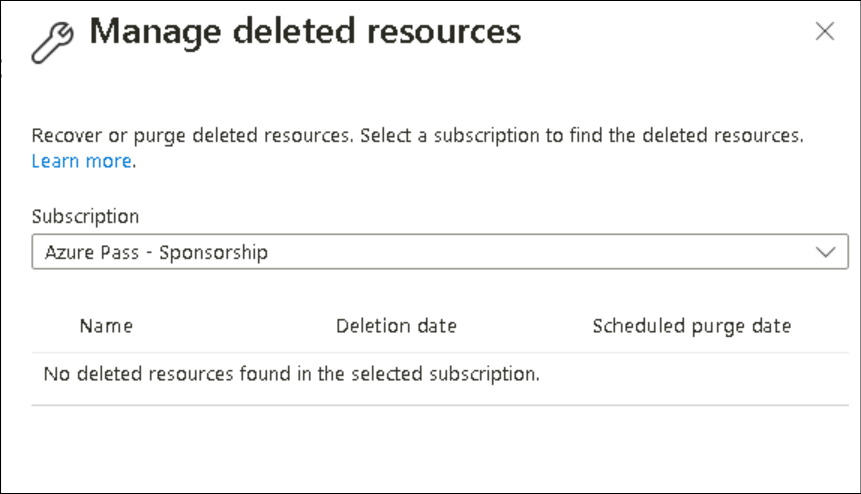 Manage deleted resources
Recover or purge deleted resources. Select a subscription to find the deleted resources.
Learn more.
Subscription
Azure Pass - Sponsorship
Name Deletion date Scheduled purge date
No deleted resources found in the selected subscription.